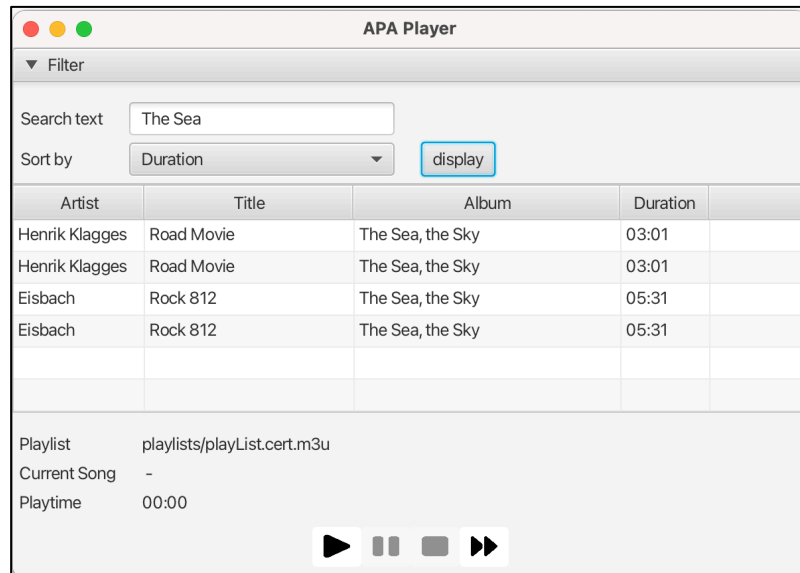 APA Player
Filter
Search text The Sea
Sort by Duration display
Artist Title Album Duration
Henrik Klagges Road Movie The Sea, the Sky 03:01
Henrik Klagges Road Movie The Sea, the Sky 03:01
Eisbach Rock 812 The Sea, the Sky 05:31
Eisbach Rock 812 The Sea, the Sky 05:31
Playlist playlists/playList.cert.m3u
Current Song -
Playtime 00:00